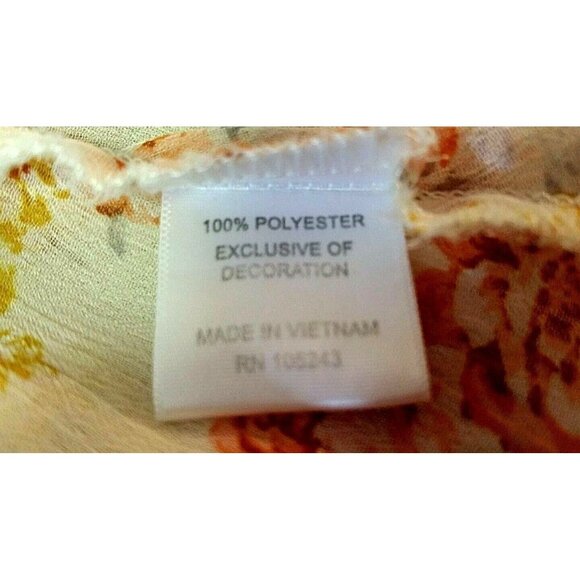 100% POLYESTER
EXCLUSIVE OF
DECORATION
MADE IN VIETNAM
RN 105243